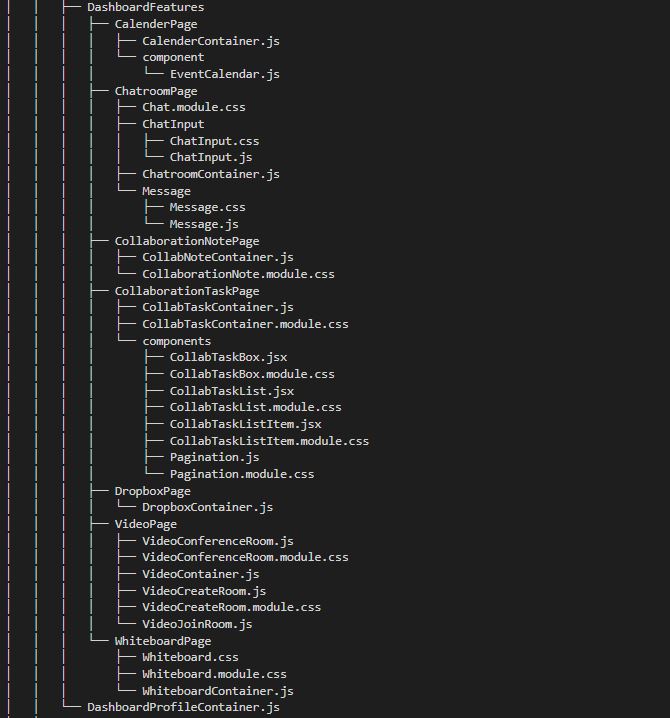 │   │   ├── DashboardFeatures
│   │   │   ├── CalenderPage
│   │   │   │   ├── CalenderContainer.js
│   │   │   │   └── component
│   │   │   │       └── EventCalendar.js
│   │   │   ├── ChatroomPage
│   │   │   │   ├── Chat.module.css
│   │   │   │   ├── ChatInput
│   │   │   │   │   ├── ChatInput.css
│   │   │   │   │   └── ChatInput.js
│   │   │   │   ├── ChatroomContainer.js
│   │   │   │   └── Message
│   │   │   │       ├── Message.css
│   │   │   │       └── Message.js
│   │   │   ├── CollaborationNotePage
│   │   │   │   ├── CollabNoteContainer.js
│   │   │   │   └── CollaborationNote.module.css
│   │   │   ├── CollaborationTaskPage
│   │   │   │   ├── CollabTaskContainer.js
│   │   │   │   ├── CollabTaskContainer.module.css
│   │   │   │   └── components
│   │   │   │       ├── CollabTaskBox.jsx
│   │   │   │       ├── CollabTaskBox.module.css
│   │   │   │       ├── CollabTaskList.jsx
│   │   │   │       ├── CollabTaskList.module.css
│   │   │   │       ├── CollabTaskListItem.jsx
│   │   │   │       ├── CollabTaskListItem.module.css
│   │   │   │       ├── Pagination.js
│   │   │   │       └── Pagination.module.css
│   │   │   ├── DropboxPage
│   │   │   │   └── DropboxContainer.js
│   │   │   ├── VideoPage
│   │   │   │   ├── VideoConferenceRoom.js
│   │   │   │   ├── VideoConferenceRoom.module.css
│   │   │   │   ├── VideoContainer.js
│   │   │   │   ├── VideoCreateRoom.js
│   │   │   │   ├── VideoCreateRoom.module.css
│   │   │   │   └── VideoJoinRoom.js
│   │   │   └── WhiteboardPage
│   │   │       ├── Whiteboard.css
│   │   │       ├── Whiteboard.module.css
│   │   │       └── WhiteboardContainer.js
│   │   └── DashboardProfileContainer.js